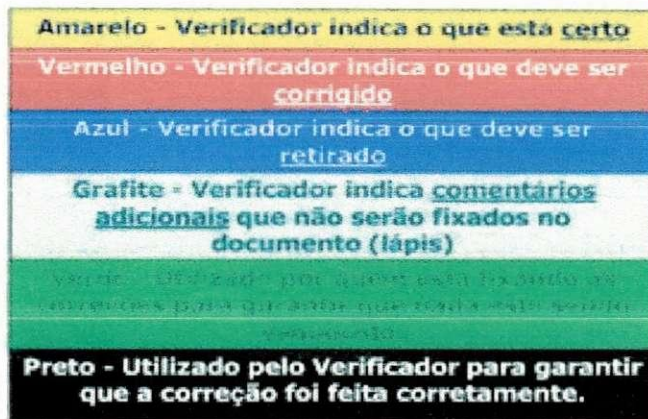 Amarelo - Verificador indica o que está certo
Vermelho - Verificador indica o que deve ser
corrigido
Azul - Verificador indica o que deve ser
retirado
Grafite - Verificador indica comentários
adicionais que não serão fixados no
documento (lápis)
Preto - Utilizado pelo Verificador para garantir
que a correção foi feita corretamente.